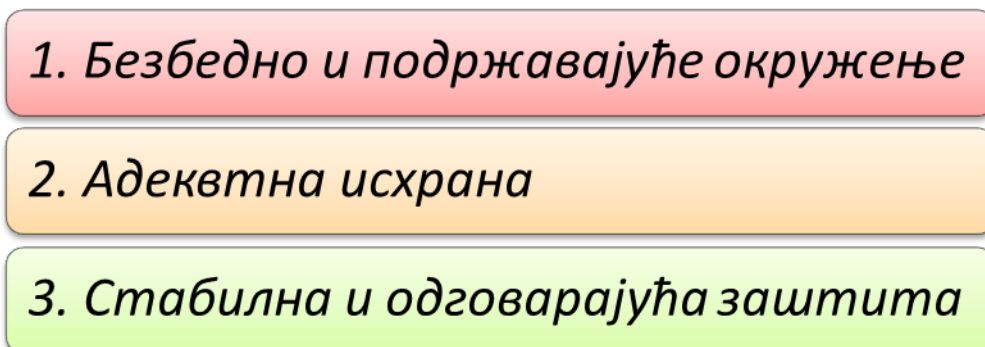 1. Безбедно и подржавајуће окружење
2. Адеквтна исхрана
3. Стабилна и одговарајућа заштита